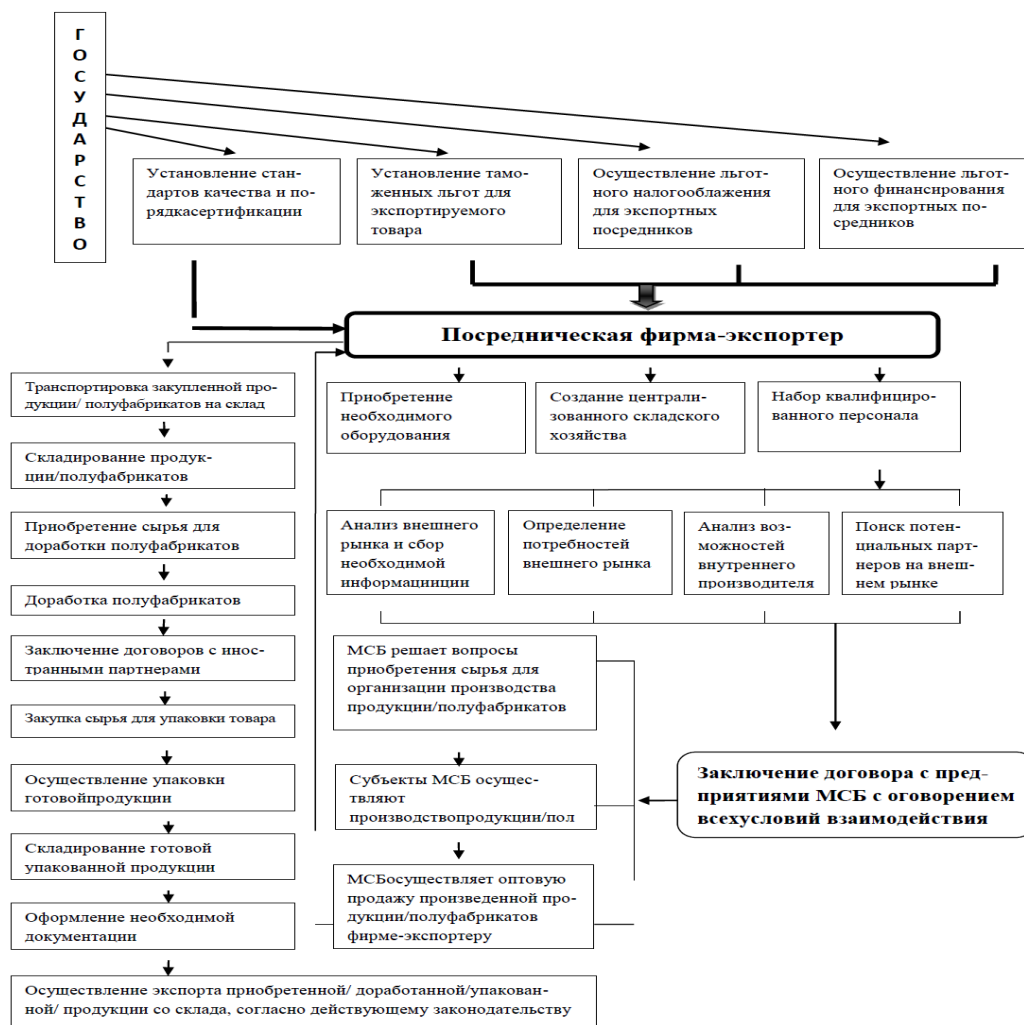 ГОСУДАРСТВО
Установление стан-
дартов качества и по-
рядкасертификации
Установление тамо-
женных льгот для
экспортируемого
товара
Осуществление льгот-
ного налогооблажения
для экспортных
посредников
Осуществление льгот-
ного финансирования
для экспортных по-
средников
Посредническая фирма-экспортер
Транспортировка закупленной про-
дукции/ полуфабрикатов на склад
Складирование продук-
ции/полуфабрикатов
Приобретение сырья для
доработки полуфабрикатов
Доработка полуфабрикатов
Заключение договоров с инос-
транными партнерами
Закупка сырья для упаковки товара
Осуществление упаковки
готовойпродукции
Складирование готовой
упакованной продукции
Оформление необходимой
документации
Осуществление экспорта приобретенной/ доработанной/упакован-
ной/ продукции со склада, согласно действующему законодательству
Приобретение
необходимого
оборудования
Создание централи-
зованного складского
хозяйства
Набор квалифициро-
ванного персонала
Анализ внешнего
рынка и сбор
необходимой
информациинции
Определение
потребностей
внешнего рынка
Анализ воз-
можностей
внутреннего
производителя
Поиск потен-
циальных парт-
неров на внеш-
нем рынке
МСБ решает вопросы
приобретения сырья для
организации производства
продукции/полуфабрикатов
Субъекты МСБ осущес-
твляют
производствопродукции/пол
МСБосуществляет оптовую
продажу произведенной про-
дукции/полуфабрикатов
фирме-экспортеру
Заключение договора с пред-
приятиями МСБ с оговорением
всехусловий взаимодействия